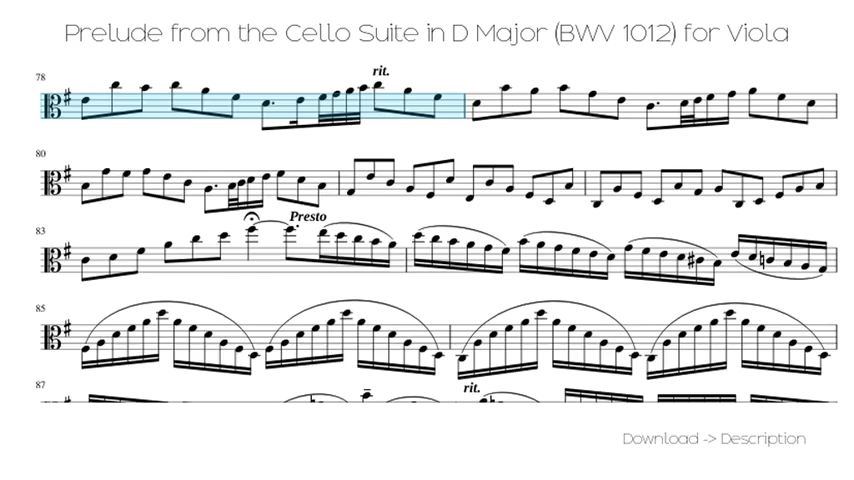 Prelude from the Cello Suite in D Major (BWV 1012) for Viola
78
rit.
80
83
Presto
85
87
rit.
Download -> Description